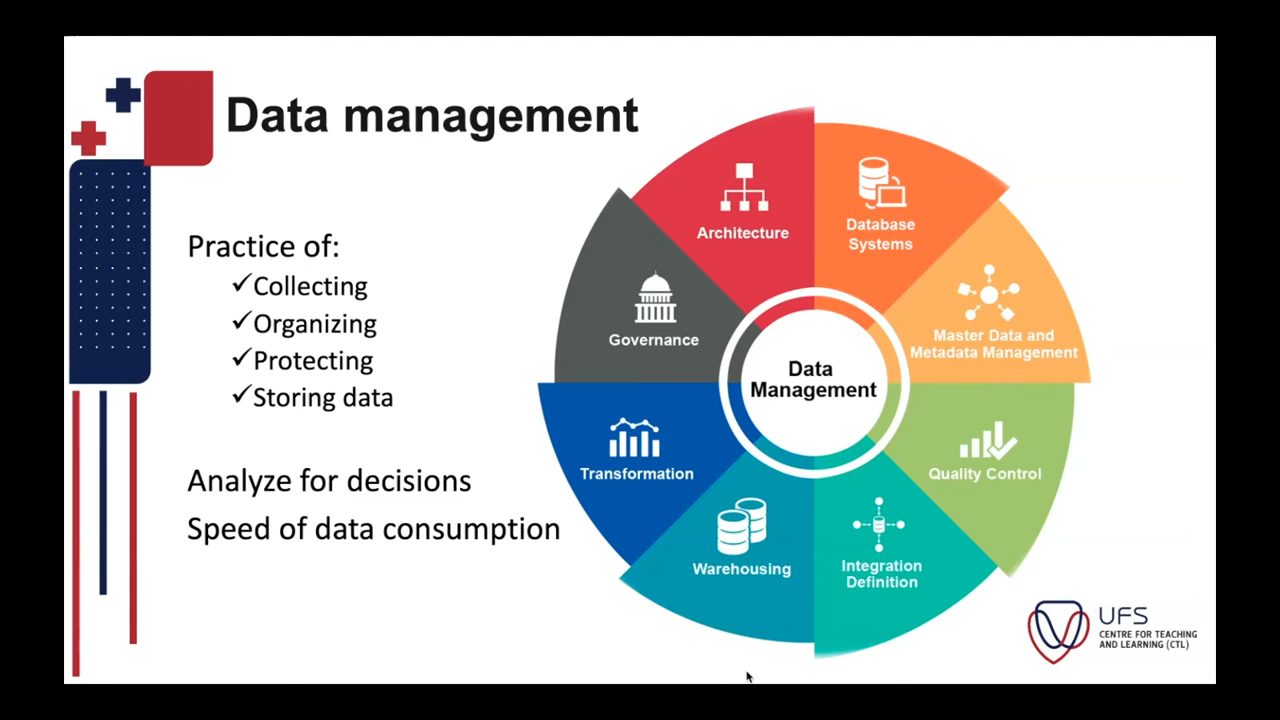 Data management
Practice of:
✓Collecting
✓Organizing
✓Protecting
✓Storing data
Analyze for decisions
Speed of data consumption
Architecture
Database
Systems
Master Data and
Metadata Management
Quality Control
Integration
Definition
Warehousing
Transformation
Governance
Data
Management
UFS
CENTRE FOR TEACHING
AND LEARNING (CTL)